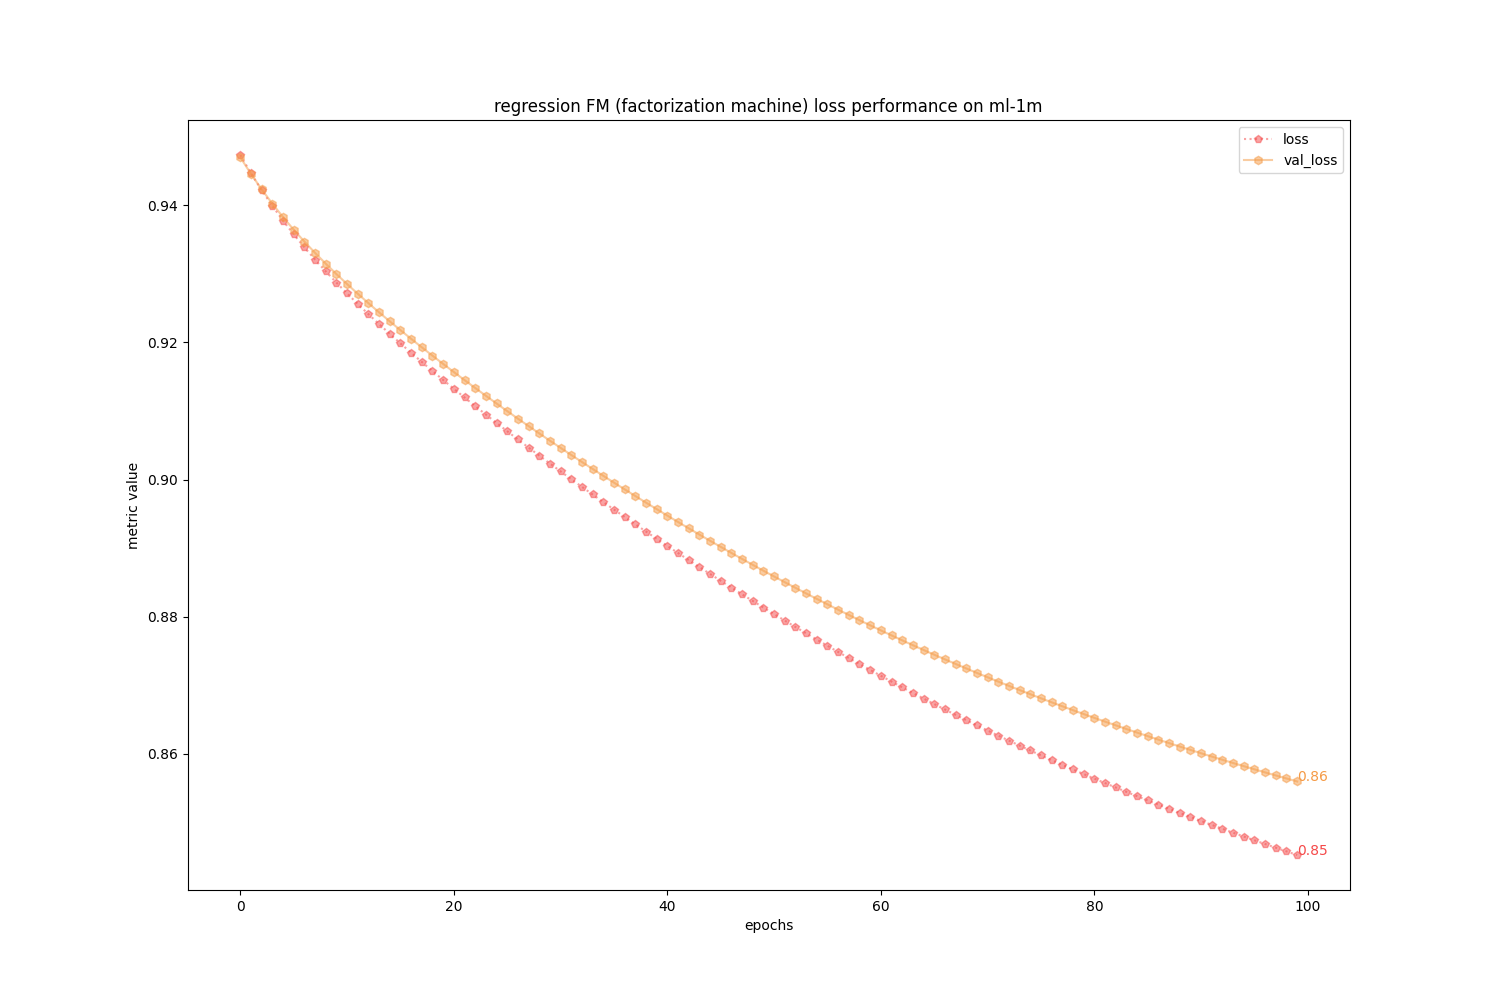 regression FM (factorization machine) loss performance on ml-1m
loss
val_loss
0.94
0.92
0.90
0.88
0.86
metric value
0.86
0.85
0
20
40
60
80
100
epochs